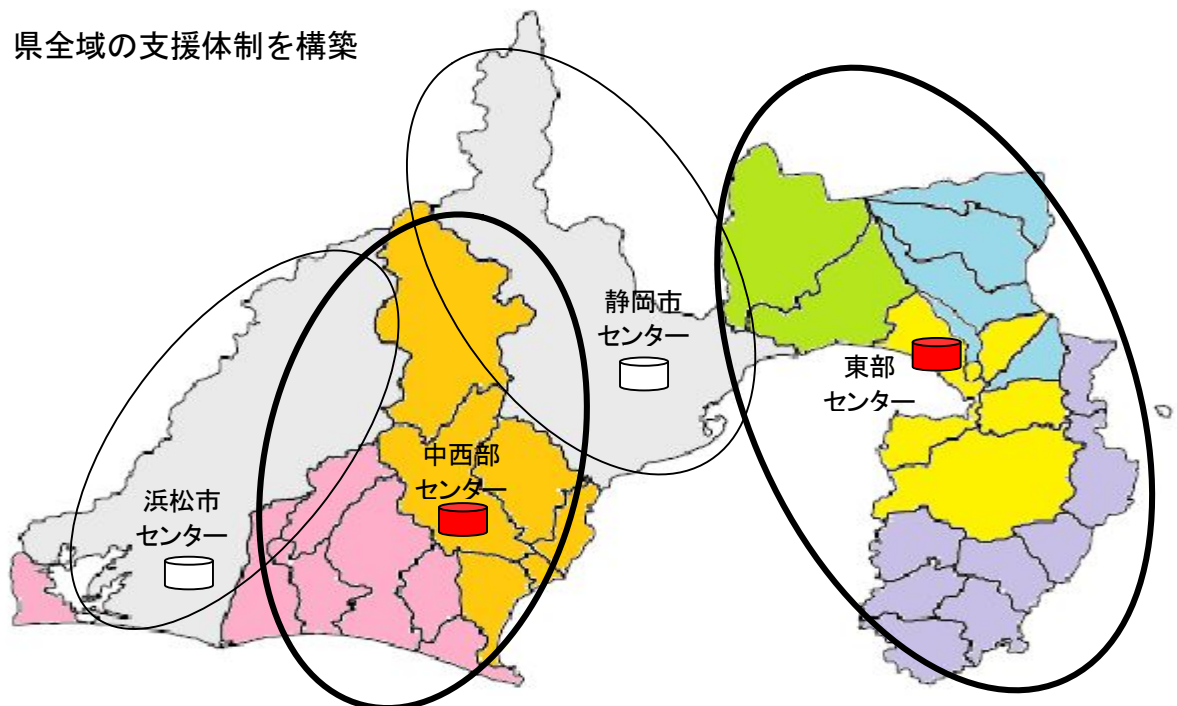 県全域の支援体制を構築
静岡市
センター
東部
センター
中西部
センター
浜松市
センター